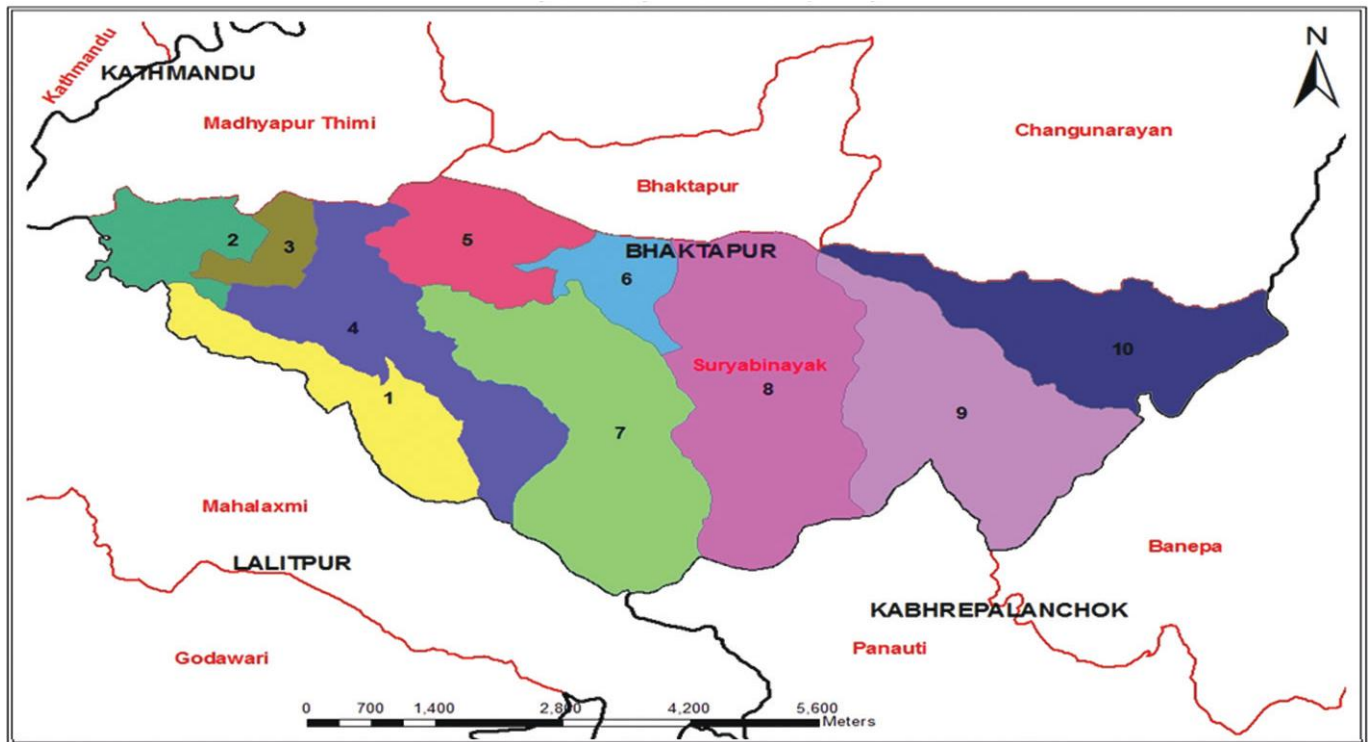 N
Kathmandu
KATHMANDU
Madhyapur Thimi
Changunarayan
Bhaktapur
2
3
5
BHAKTAPUR
6
4
10
Suryabinayak
8
1
9
7
Mahalaxmi
Banepa
LALITPUR
KABHREPALANCHOK
Panauti
Godawari
0 700 1,400 2,800 4,200 5,600
Meters